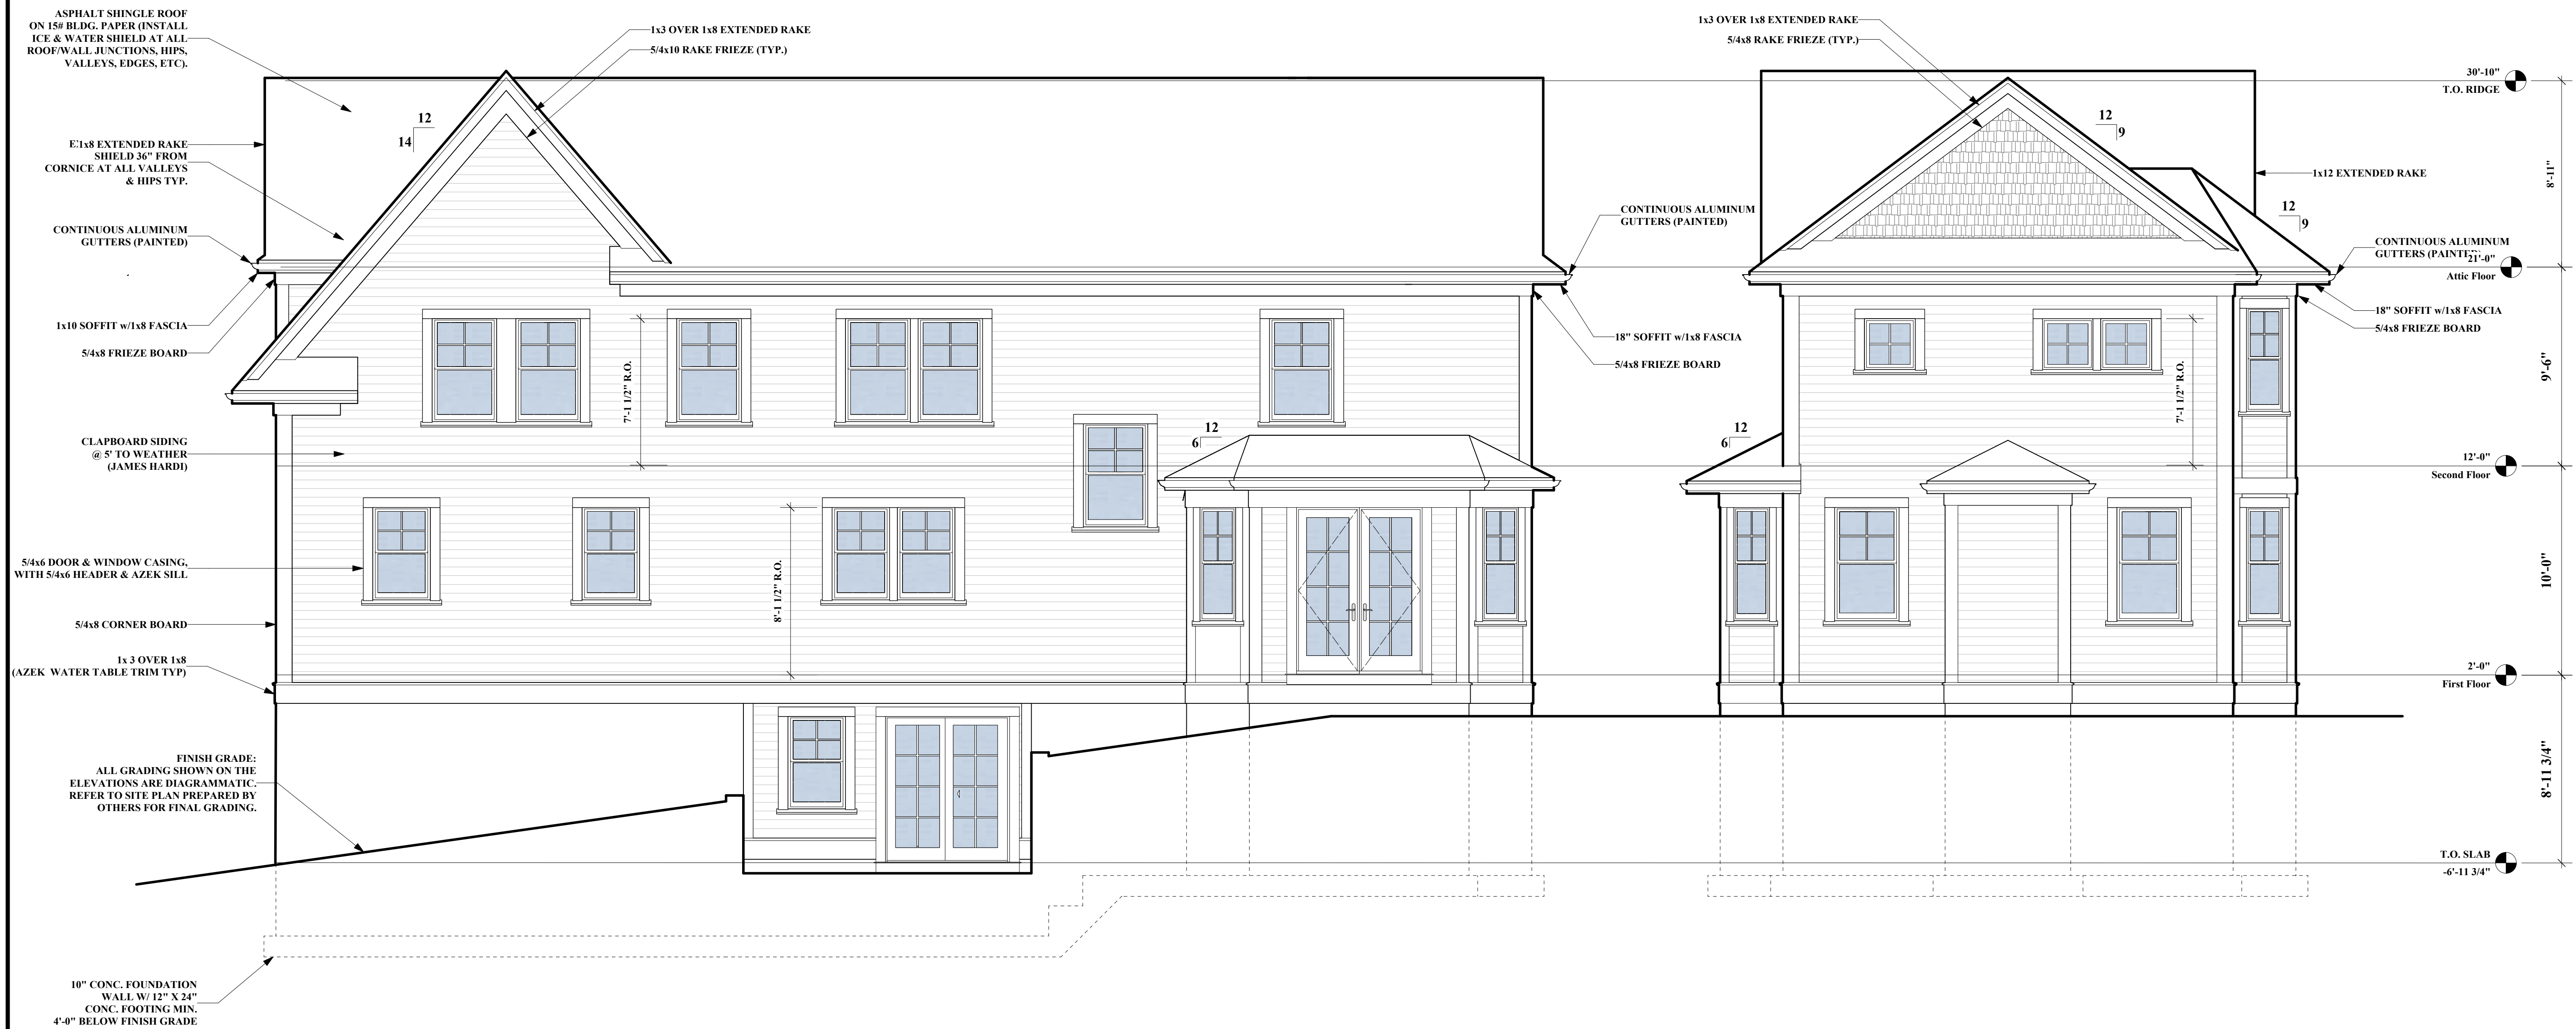 ASPHALT SHINGLE ROOF
ON 15# BLDG. PAPER (INSTALL
ICE & WATER SHIELD AT ALL
ROOF/WALL JUNCTIONS, HIPS,
VALLEYS, EDGES, ETC).
1x8 EXTENDED RAKE
SHIELD 36" FROM
CORNICE AT ALL VALLEYS
& HIPS TYP.
CONTINUOUS ALUMINUM
GUTTERS (PAINTED)
1x10 SOFFIT w/1x8 FASCIA
5/4x8 FRIEZE BOARD
CLAPBOARD SIDING
@ 5' TO WEATHER
(JAMES HARDI)
5/4x6 DOOR & WINDOW CASING,
WITH 5/4x6 HEADER & AZEK SILL
5/4x8 CORNER BOARD
1x 3 OVER 1x8
(AZEK WATER TABLE TRIM TYP)
FINISH GRADE:
ALL GRADING SHOWN ON THE
ELEVATIONS ARE DIAGRAMMATIC.
REFER TO SITE PLAN PREPARED BY
OTHERS FOR FINAL GRADING.
10" CONC. FOUNDATION
WALL W/ 12" X 24"
CONC. FOOTING MIN.
4'-0" BELOW FINISH GRADE
1x3 OVER 1x8 EXTENDED RAKE
5/4x10 RAKE FRIEZE (TYP.)
12
14
7'-1 1/2" R.O.
8'-1 1/2" R.O.
12
6
CONTINUOUS ALUMINUM
GUTTERS (PAINTED)
18" SOFFIT w/1x8 FASCIA
5/4x8 FRIEZE BOARD
1x3 OVER 1x8 EXTENDED RAKE
5/4x8 RAKE FRIEZE (TYP.)
12
9
1x12 EXTENDED RAKE
12
9
CONTINUOUS ALUMINUM
GUTTERS
18" SOFFIT w/1x8 FASCIA
5/4x8 FRIEZE BOARD
12
6
7'-1 1/2" R.O.
30'-10"
T.O. RIDGE
8'-11"
21'-0"
Attic Floor
9'-6"
12'-0"
Second Floor
10'-0"
2'-0"
First Floor
8'-11 3/4"
T.O. SLAB
-6'-11 3/4"